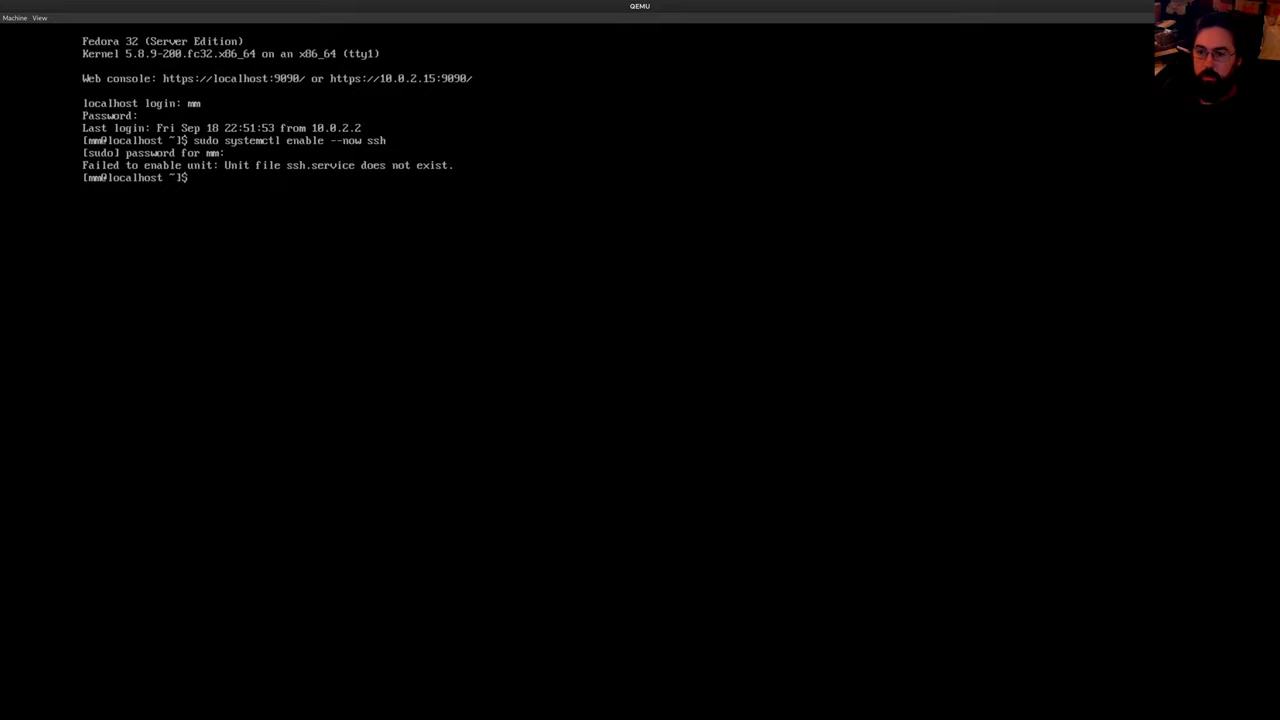 QEMU
Machine View
Fedora 32 (Server Edition)
Kernel 5.8.9-200.fc32.x86_64 on an x86_64 (tty1)
Web console: https://localhost:9090/ or https://10.0.2.15:9090/
localhost login: mm
Password:
Last login: Fri Sep 18 22:51:53 from 10.0.2.2
[mm@localhost ~]$ sudo systemctl enable --now ssh
[sudo] password for mm:
Failed to enable unit: Unit file ssh.service does not exist.
[mm@localhost ~]$